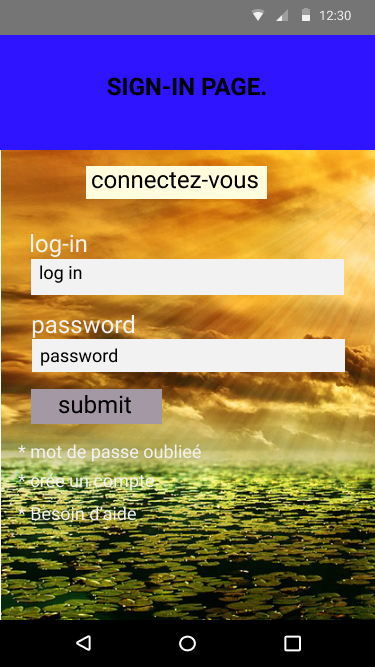 12:30
SIGN-IN PAGE.
connectez-vous
log-in
log in
password
password
submit
* mot de passe oublieé
* crée un compte
* Besoin d'aide